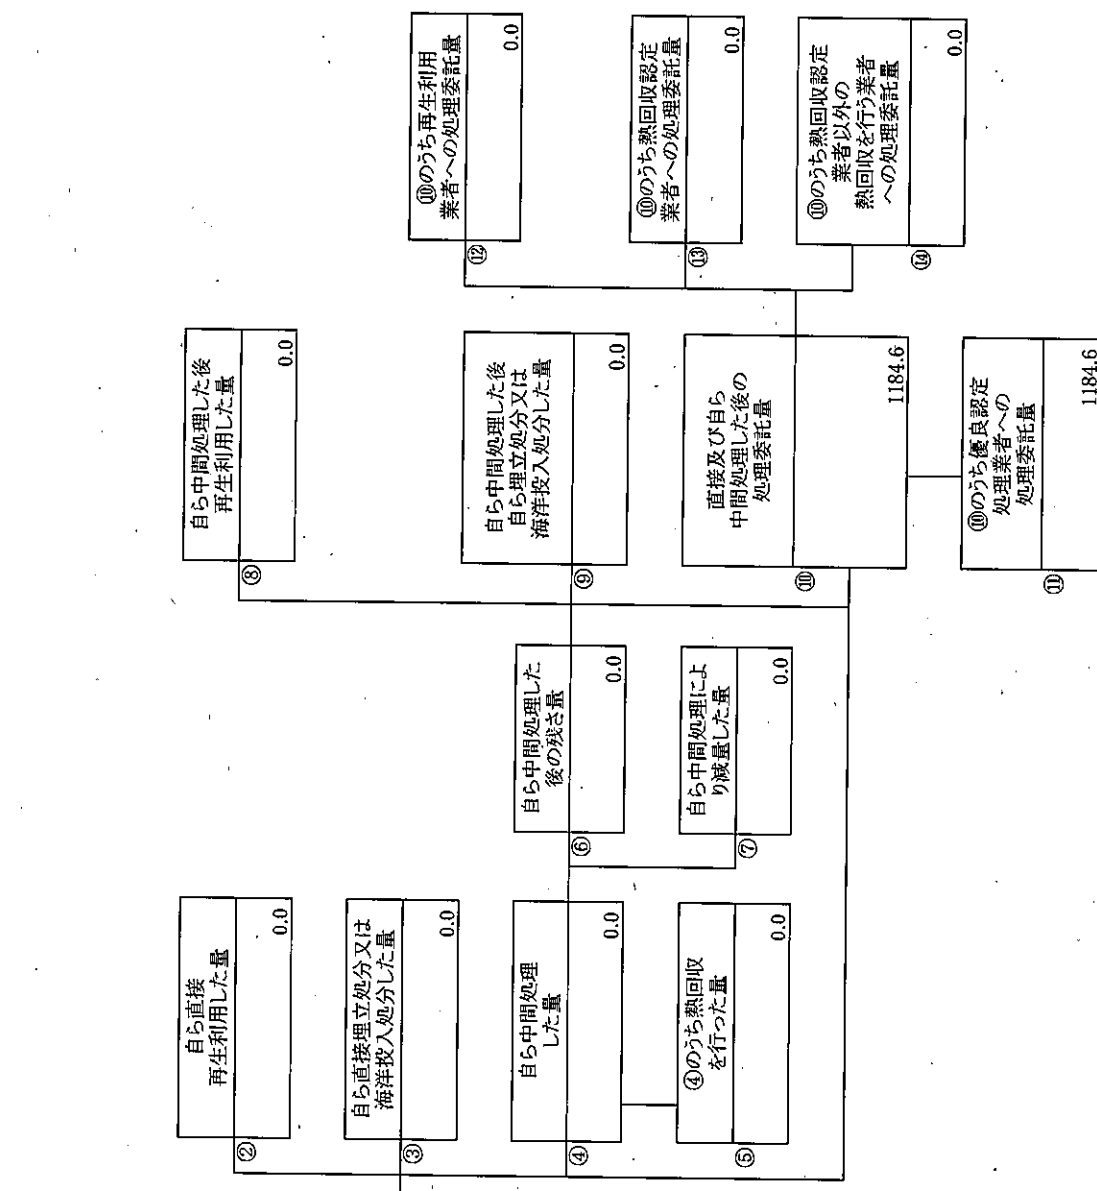 ②
自ら直接
再生利用した量
0.0
③
自ら直接埋立処分又は
海洋投入処分した量
0.0
④
自ら中間処理
した量
0.0
⑤
④のうち熱回収
を行った量
0.0
⑥
自ら中間処理した
後の残さ量
0.0
⑦
自ら中間処理によ
り減量した量
0.0
⑧
自ら中間処理した後
再生利用した量
0.0
⑨
自ら中間処理した後
自ら埋立処分又は
海洋投入処分した量
0.0
⑩
直接及び自ら
中間処理した後の
処理委託量
1184.6
⑪
⑩のうち優良認定
処理業者への
処理委託量
1184.6
⑫
⑩のうち再生利用
業者への処理委託量
0.0
⑬
⑩のうち熱回収認定
業者への処理委託量
0.0
⑭
⑩のうち熱回収認定
業者以外の
熱回収を行う業者
への処理委託量
0.0